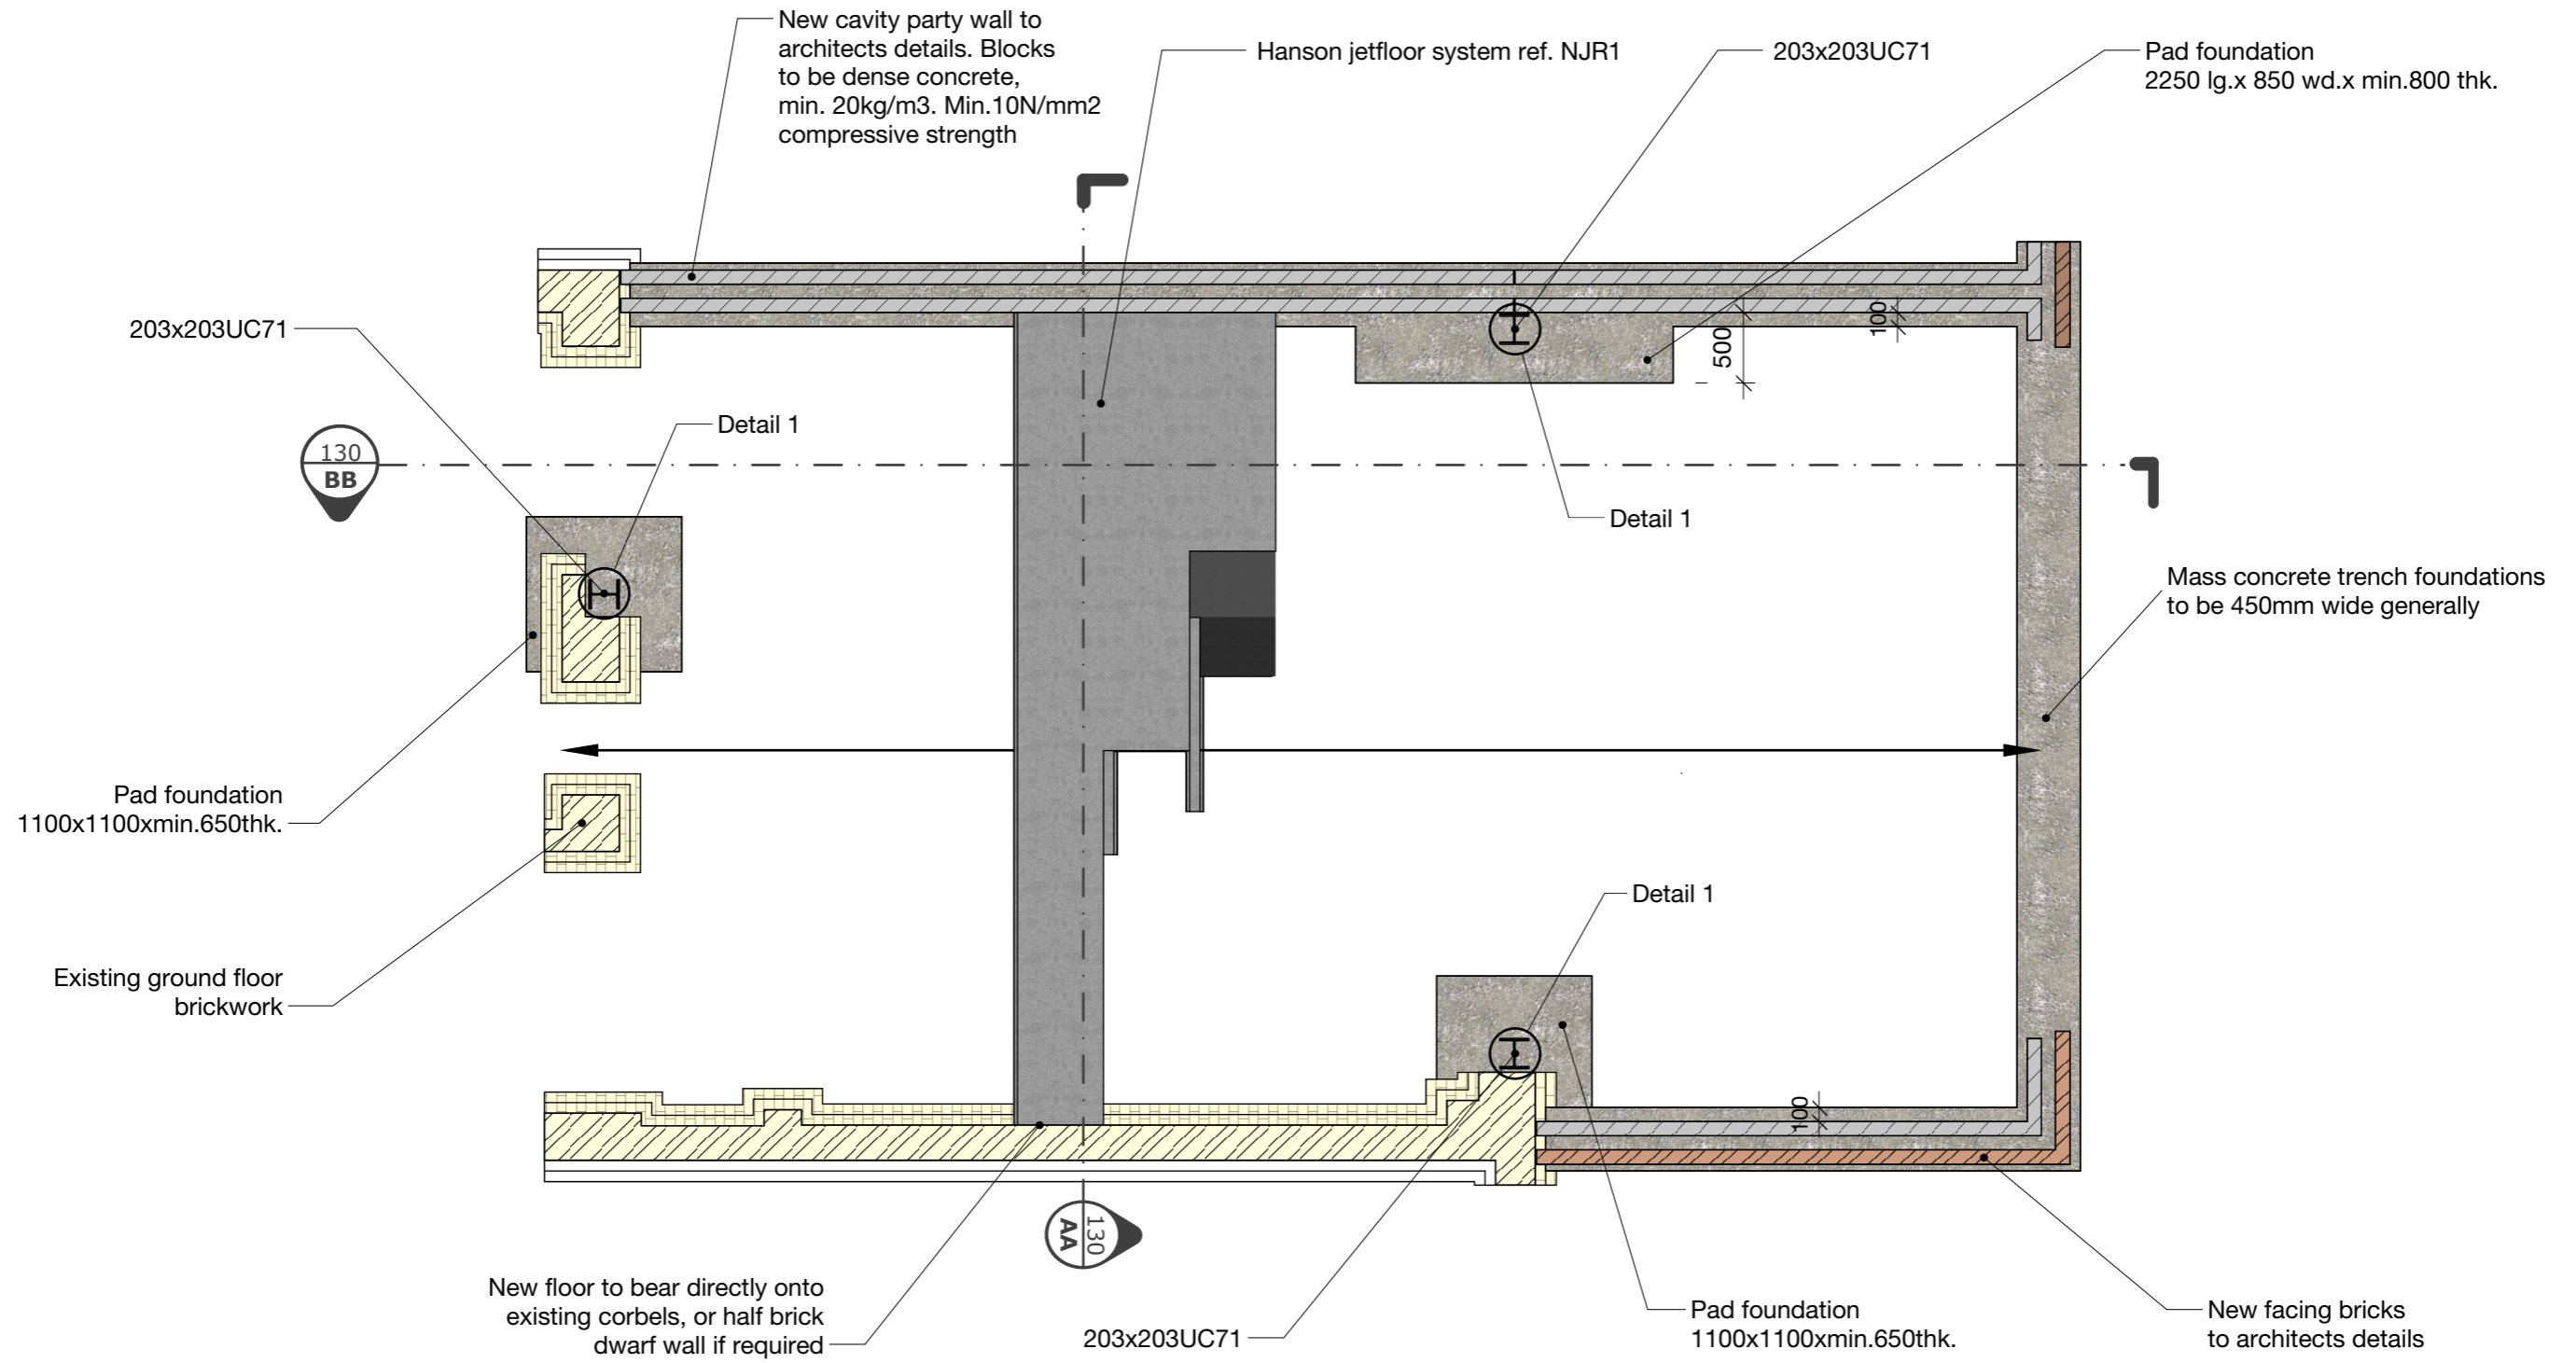 New cavity party wall to
architects details. Blocks
to be dense concrete,
min. 20kg/m3. Min.10N/mm2
compressive strength
Hanson jetfloor system ref. NJR1
203x203UC71
Pad foundation
2250 lg.x 850 wd.x min.800 thk.
203x203UC71
100
500
Detail 1
130
BB
Detail 1
Mass concrete trench foundations
to be 450mm wide generally
Pad foundation
1100x1100xmin.650thk.
Detail 1
Existing ground floor
brickwork
100
130
AA
New floor to bear directly onto
existing corbels, or half brick
dwarf wall if required
203x203UC71
Pad foundation
1100x1100xmin.650thk.
New facing bricks
to architects details